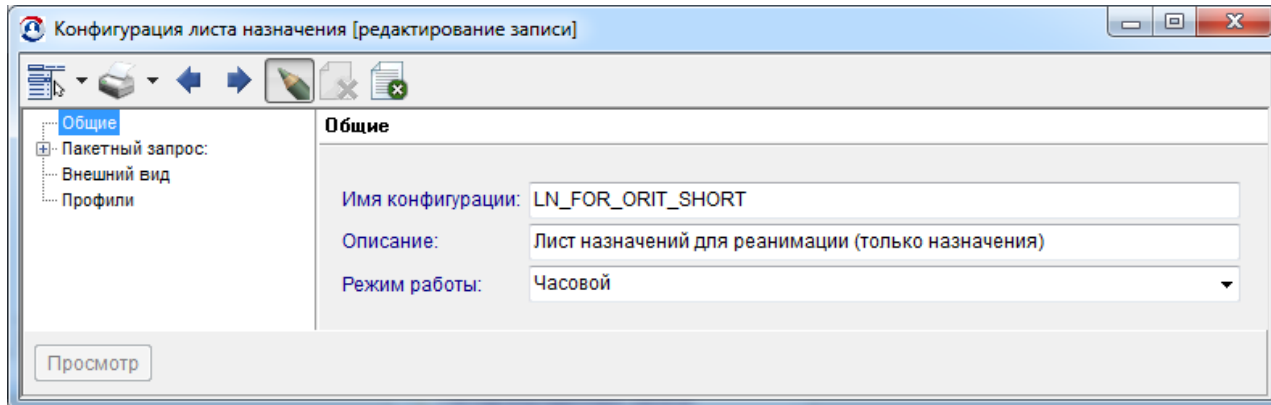 Конфигурация листа назначения [редактирование записи]
Общие
Пакетный запрос:
Внешний вид
Профили
Общие
Имя конфигурации: LN_FOR_ORIT_SHORT
Описание: Лист назначений для реанимации (только назначения)
Режим работы: Часовой
Просмотр